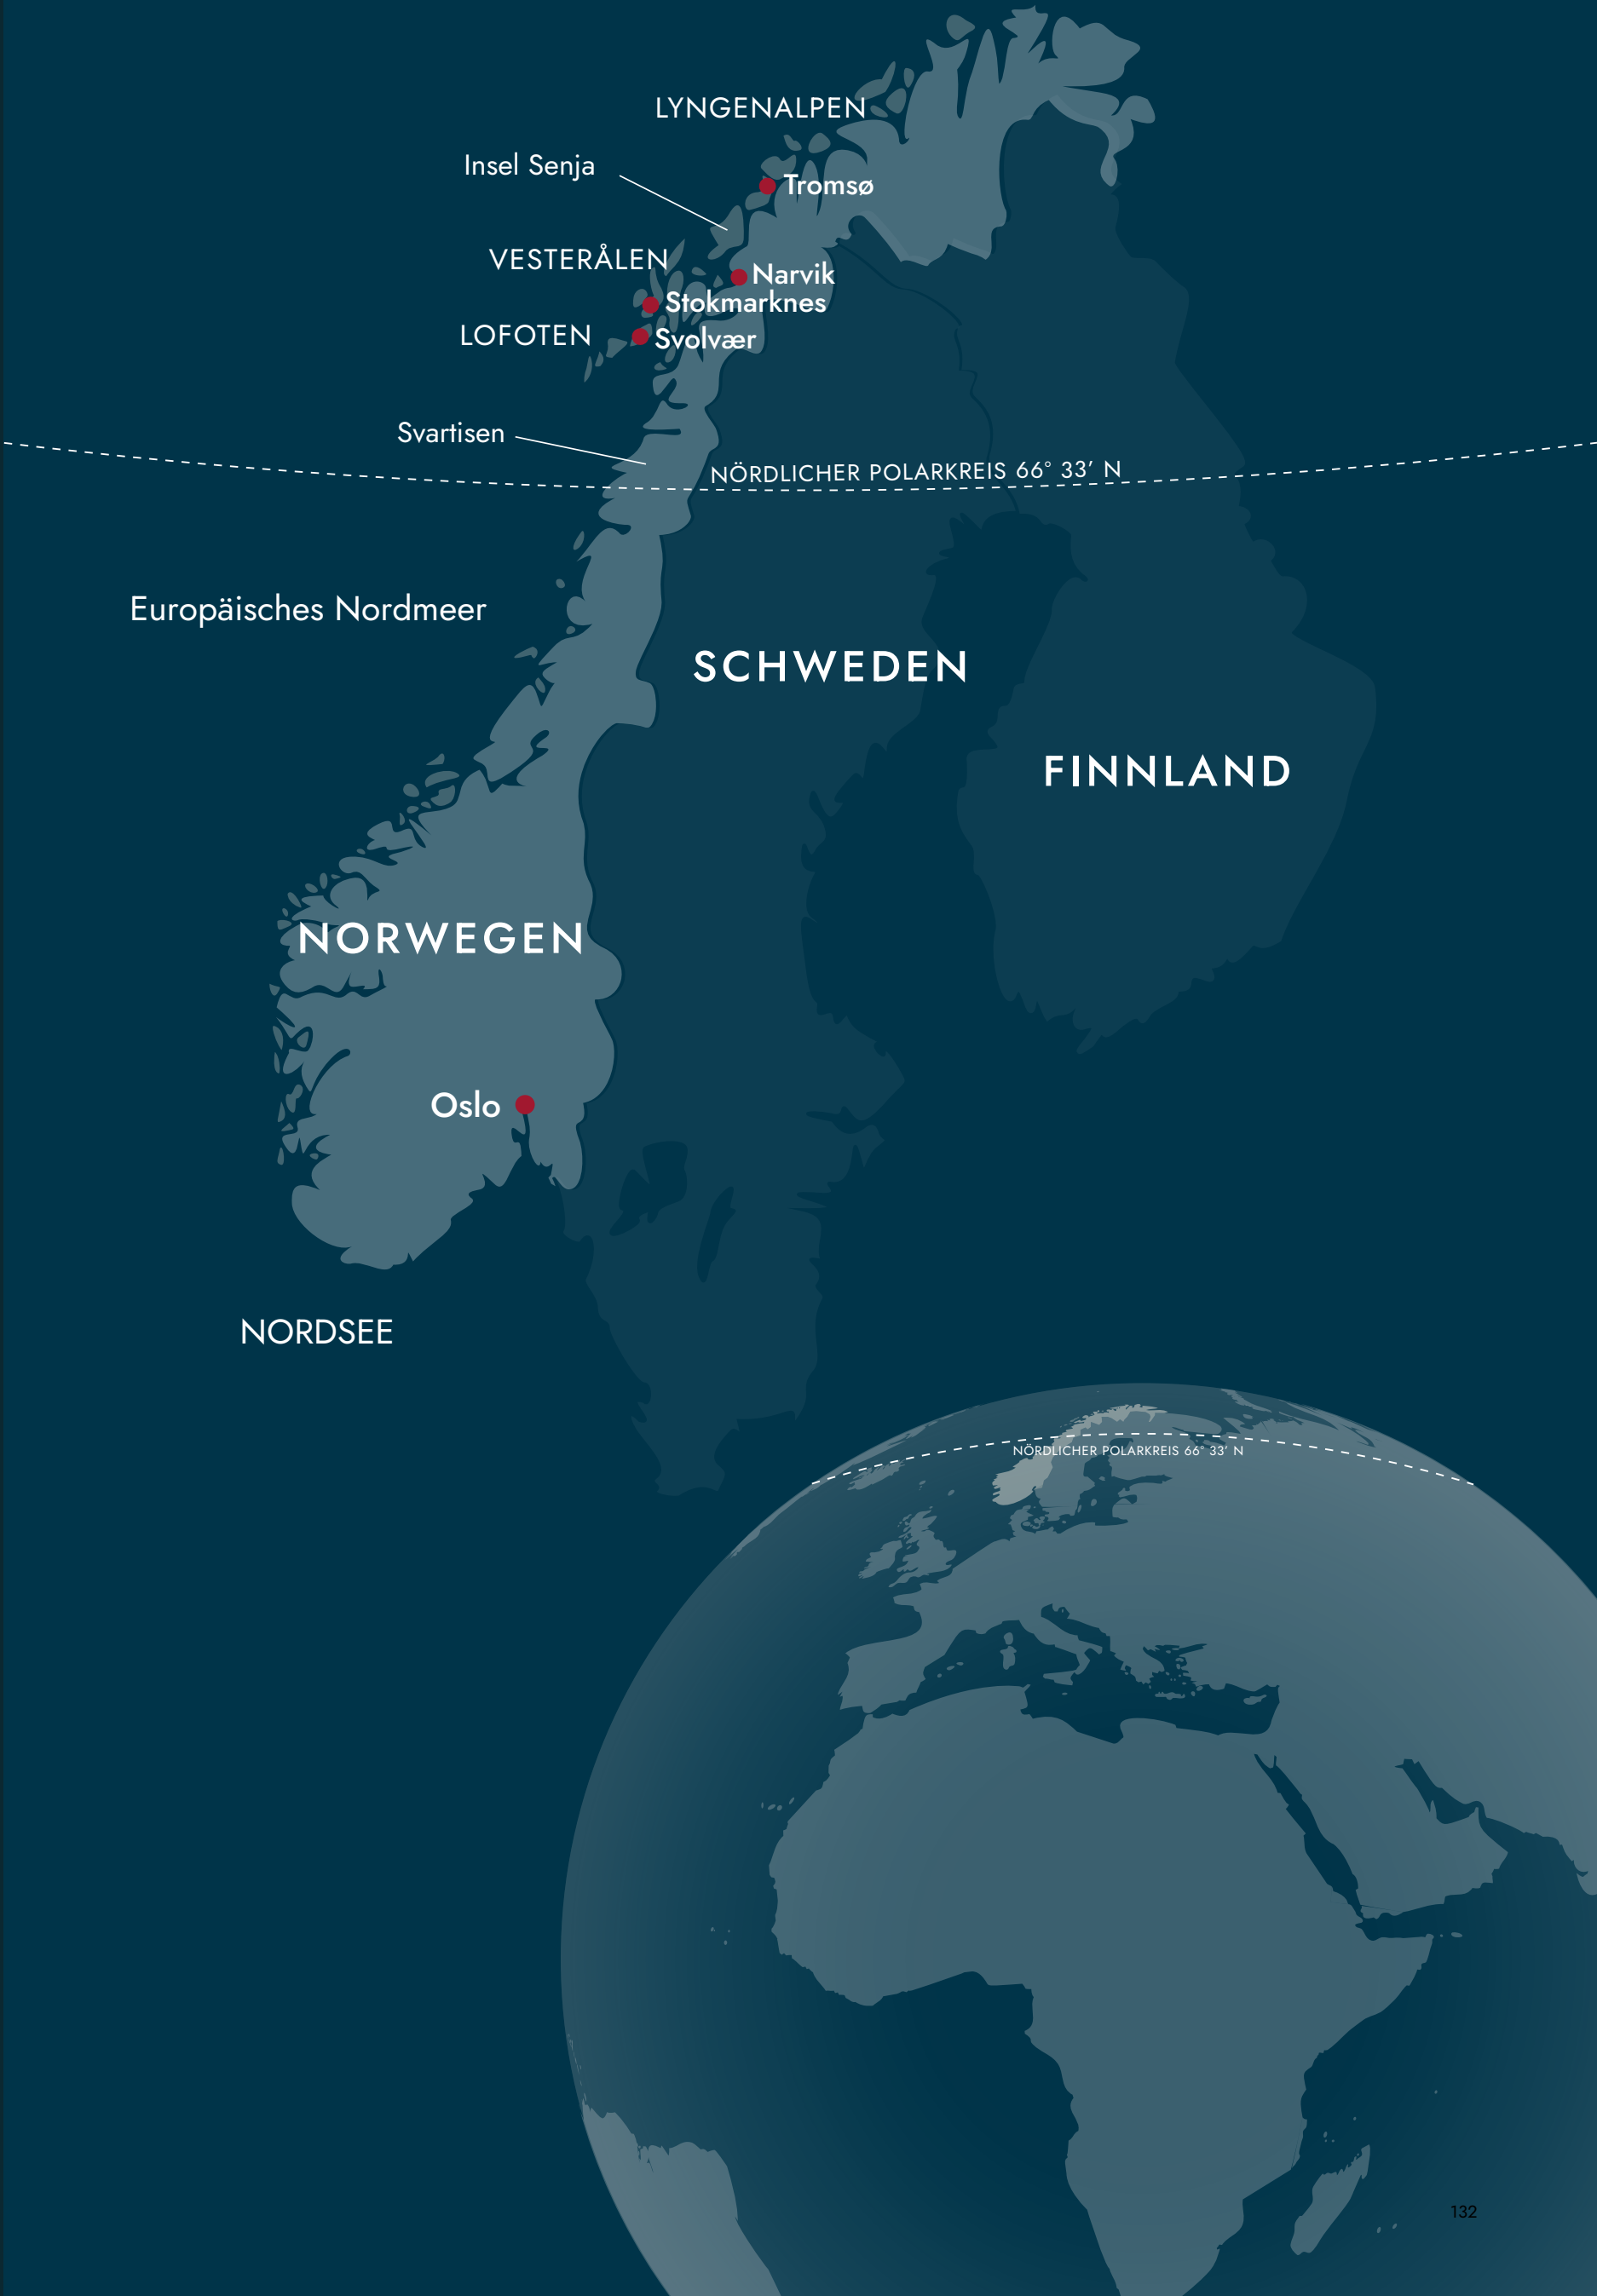 LYNGENALPEN
Insel Senja
Tromsø
VESTERÅLEN
Narvik
Stokmarknes
LOFOTEN
Svolvær
Svartisen
NÖRDLICHER POLARKREIS 66° 33’ N
Europäisches Nordmeer
SCHWEDEN
FINNLAND
NORWEGEN
Oslo
NORDSEE
NÖRDLICHER POLARKREIS 66° 33’ N
132